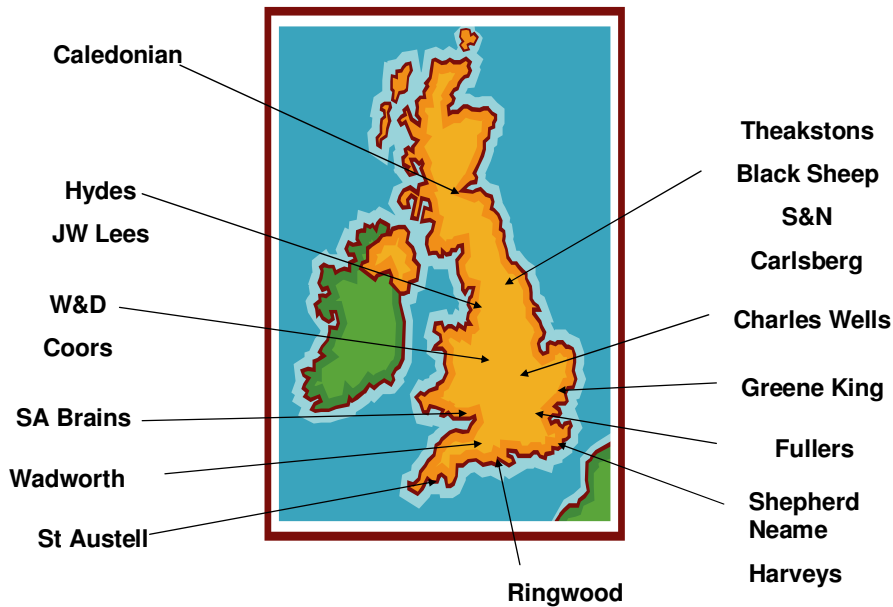 Caledonian
Hydes
JW Lees
W&D
Coors
SA Brains
Wadworth
St Austell
Ringwood
Theakstons
Black Sheep
S&N
Carlsberg
Charles Wells
Greene King
Fullers
Shepherd
Neame
Harveys